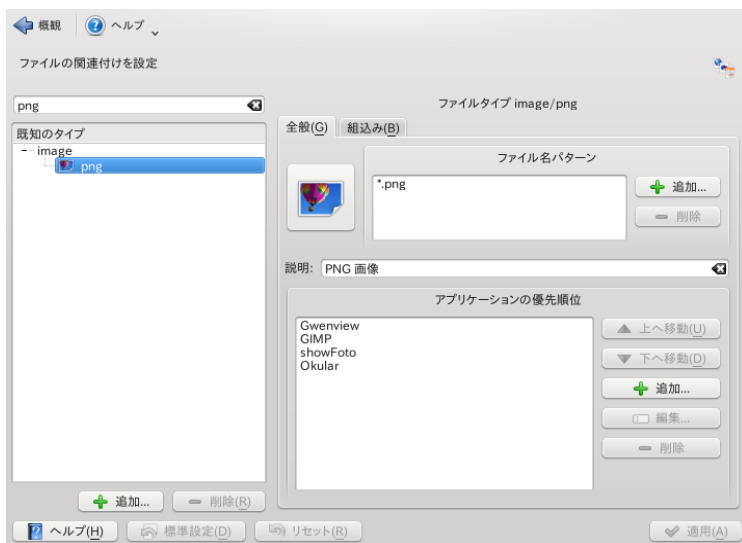 概観 ヘルプ
ファイルの関連付けを設定
png
既知のタイプ
image
png
ファイルタイプ image/png
全般(G) 組込み(B)
ファイル名パターン
*.png
追加...
削除
説明: PNG 画像
アプリケーションの優先順位
Gwenview
GIMP
showFoto
Okular
上へ移動(U)
下へ移動(D)
追加...
編集...
削除
追加... 削除(R)
ヘルプ(H) 標準設定(D) リセット(R) 適用(A)